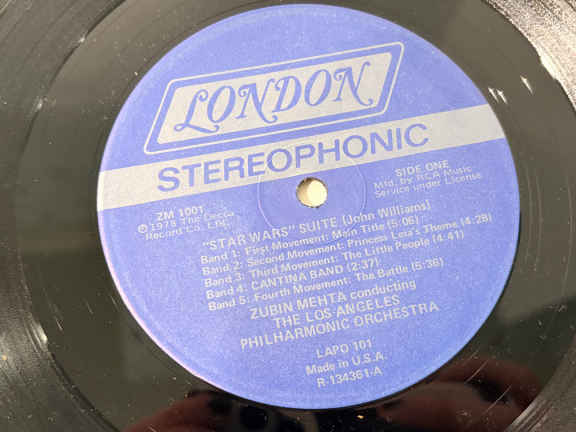 LONDON
STEREOPHONIC
ZM 1001
Ⓟ 1978 The Decca
Record Co. Ltd.
SIDE ONE
Mfd. by RCA Music
Service under License
"STAR WARS" SUITE (John Williams)
Band 1: First Movement: Main Title (5:06)
Band 2: Second Movement: Princess Leia's Theme (4:28)
Band 3: Third Movement: The Little People (4:41)
Band 4: CANTINA BAND (2:37)
Band 5: Fourth Movement: The Battle (5:36)
ZUBIN MEHTA conducting
THE LOS ANGELES
PHILHARMONIC ORCHESTRA
LAPO 101
Made in U.S.A.
R-134361-A